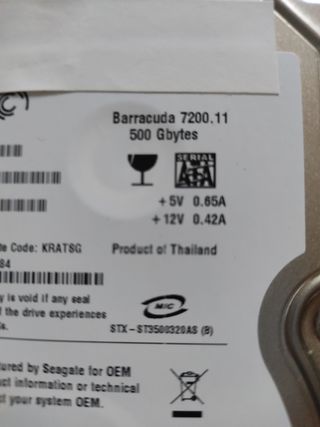 Barracuda 7200.11
500 Gbytes
SERIAL
ATA
+5V 0.65A
+12V 0.42A
te Code: KRATSG
84
Product of Thailand
y is void if any seal
f the drive experiences
s.
MIC
STX-ST3500320AS (B)
tured by Seagate for OEM
ct information or technical
ct your system OEM.